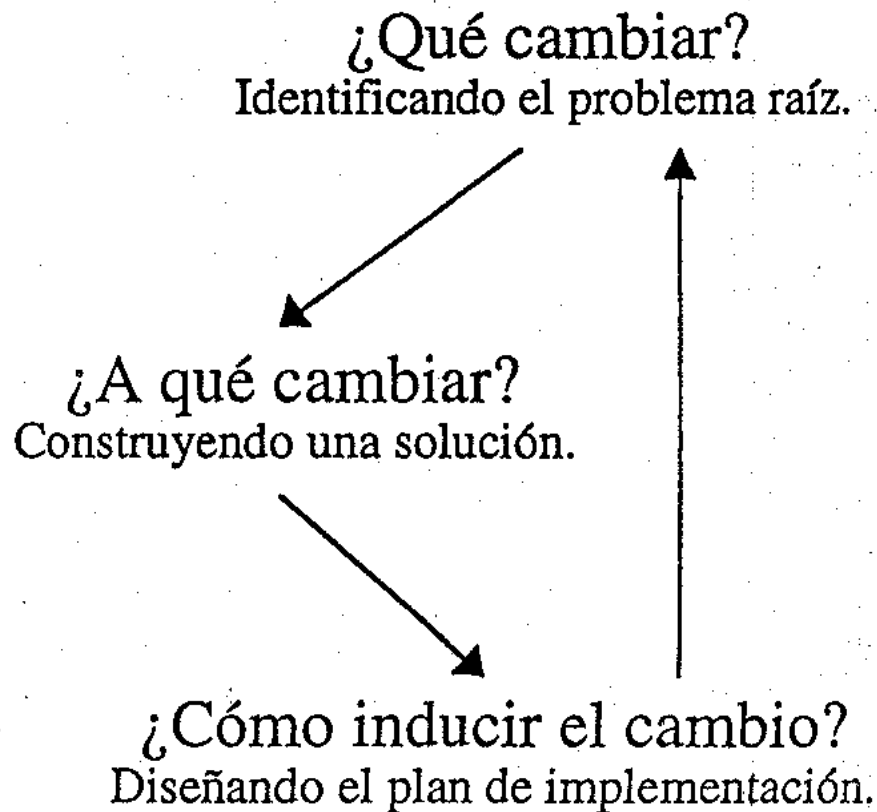 ¿Qué cambiar?
Identificando el problema raíz.
¿A qué cambiar?
Construyendo una solución.
¿Cómo inducir el cambio?
Diseñando el plan de implementación.